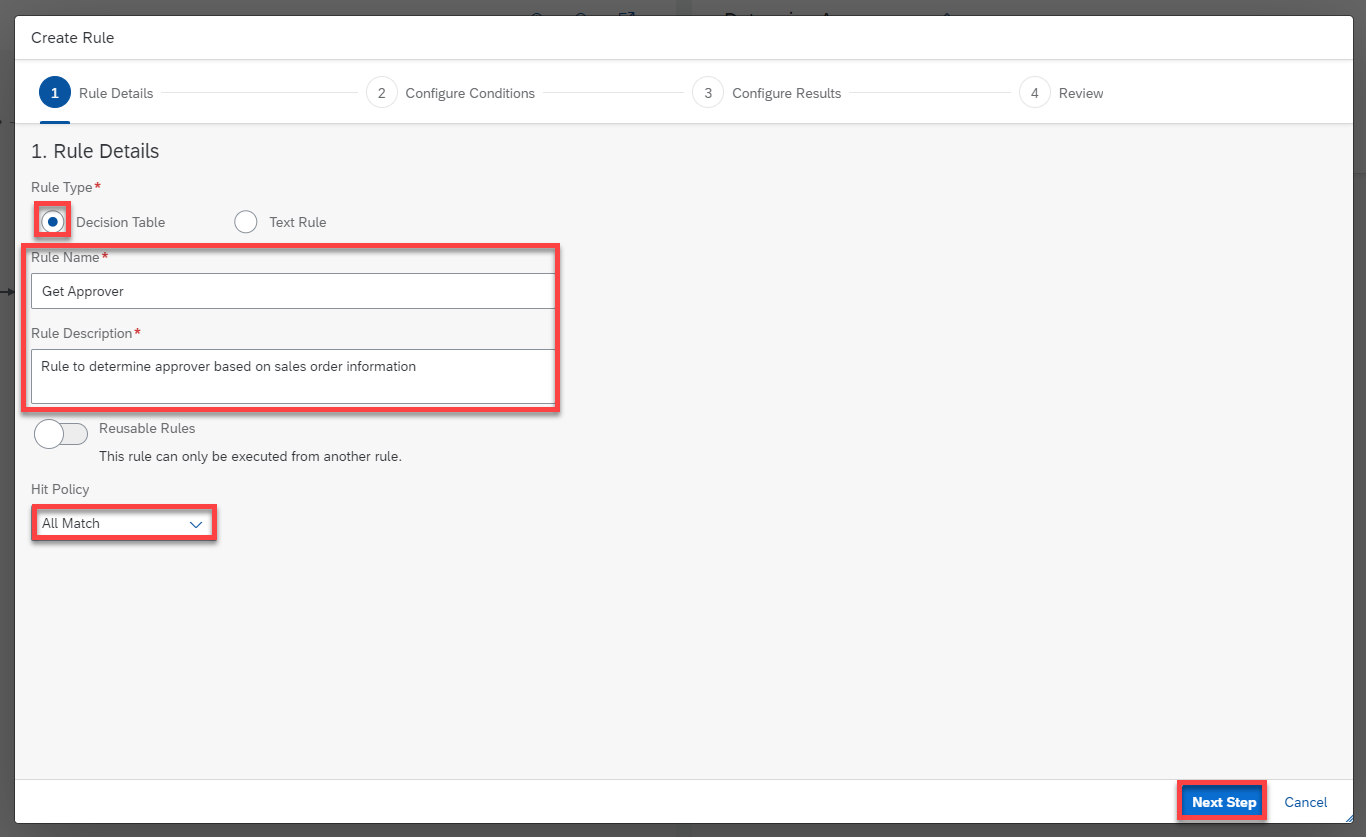 Create Rule
1 Rule Details
2 Configure Conditions
3 Configure Results
4 Review
1. Rule Details
Rule Type*
Decision Table
Text Rule
Rule Name*
Get Approver
Rule Description*
Rule to determine approver based on sales order information
Reusable Rules
This rule can only be executed from another rule.
Hit Policy
All Match
Next Step
Cancel